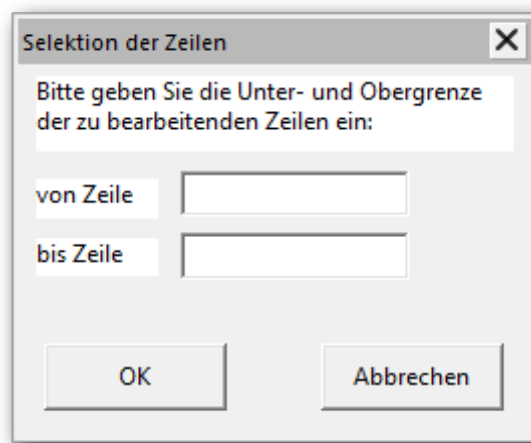 Selektion der Zeilen
Bitte geben Sie die Unter- und Obergrenze
der zu bearbeitenden Zeilen ein:
von Zeile
bis Zeile
OK
Abbrechen